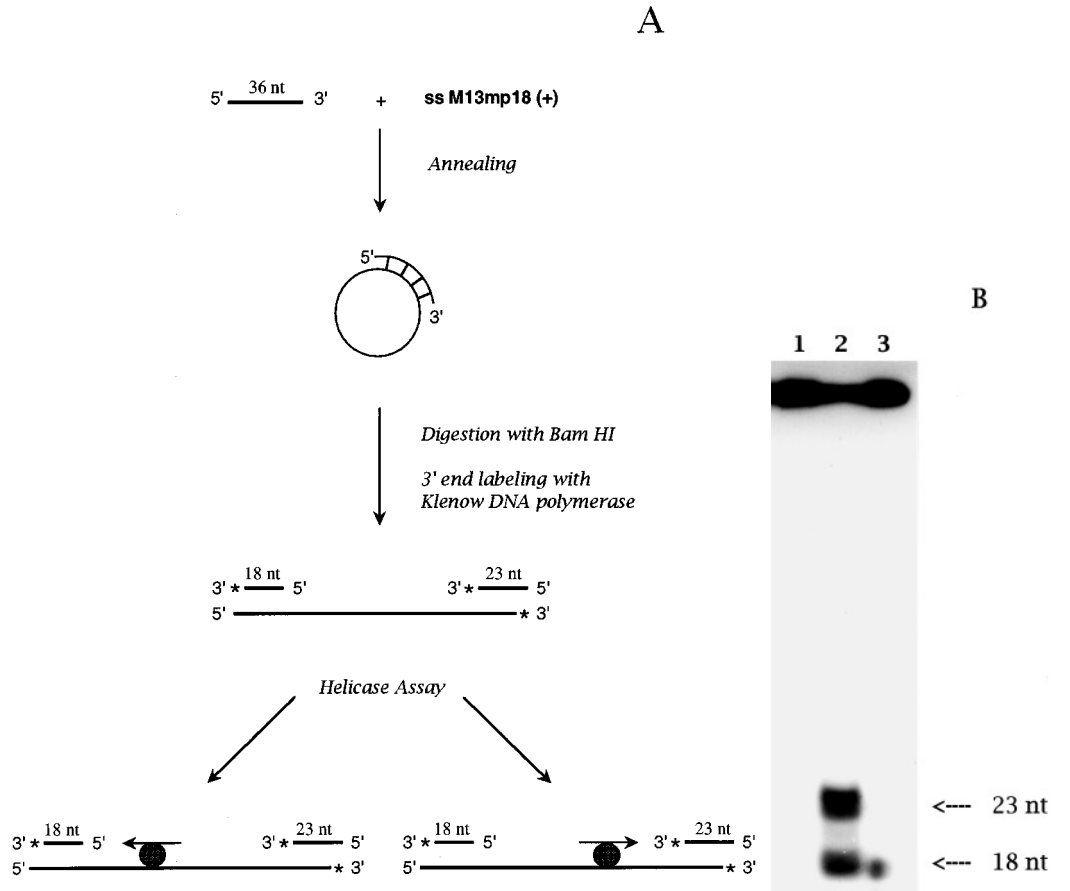 A
36 nt
5' 3' + ss M13mp18 (+)
Annealing
5'
3'
B
1 2 3
Digestion with Bam HI
3' end labeling with
Klenow DNA polymerase
18 nt 23 nt
3' * 5' 3' * 5'
5' * 3'
Helicase Assay
23 nt
18 nt
18 nt 23 nt 18 nt 23 nt
3' * 5' 3' * 5' 3' * 5' 3' * 5'
5' * 3' 5' * 3'